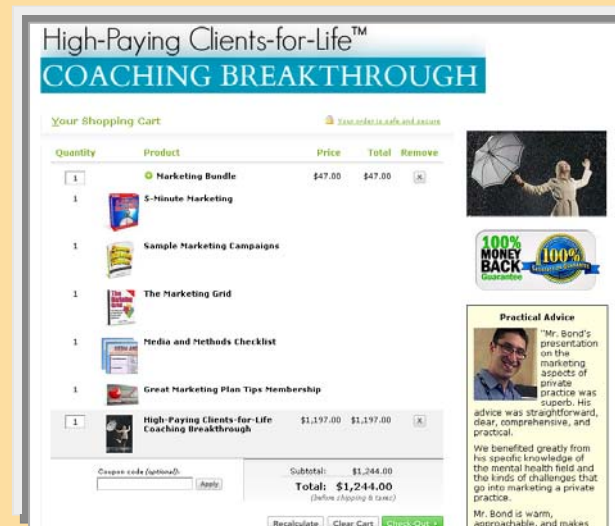 High-Paying Clients-for-Life™
COACHING BREAKTHROUGH
Your Shopping Cart
Your order is safe and secure
Quantity Product Price Total Remove
1 Marketing Bundle $47.00 $47.00 x
1 5-Minute Marketing
1 Sample Marketing Campaigns
1 The Marketing Grid
1 Media and Methods Checklist
1 Great Marketing Plan Tips Membership
1 High-Paying Clients-for-Life $1,197.00 $1,197.00 x
Coaching Breakthrough
Coupon code (optional): Subtotal: $1,244.00
Apply Total: $1,244.00
(before shipping & taxes)
Recalculate Clear Cart Check Out
100%
MONEY
BACK
Guarantee
100%
Practical Advice
"Mr. Bond's
presentation
on the
marketing
aspects of
private
practice was
superb. His
advice was straightforward,
clear, comprehensive, and
practical.
We benefited greatly from
his specific knowledge of
the mental health field and
the kinds of challenges that
go into marketing a private
practice.
Mr. Bond is warm,
approachable, and makes